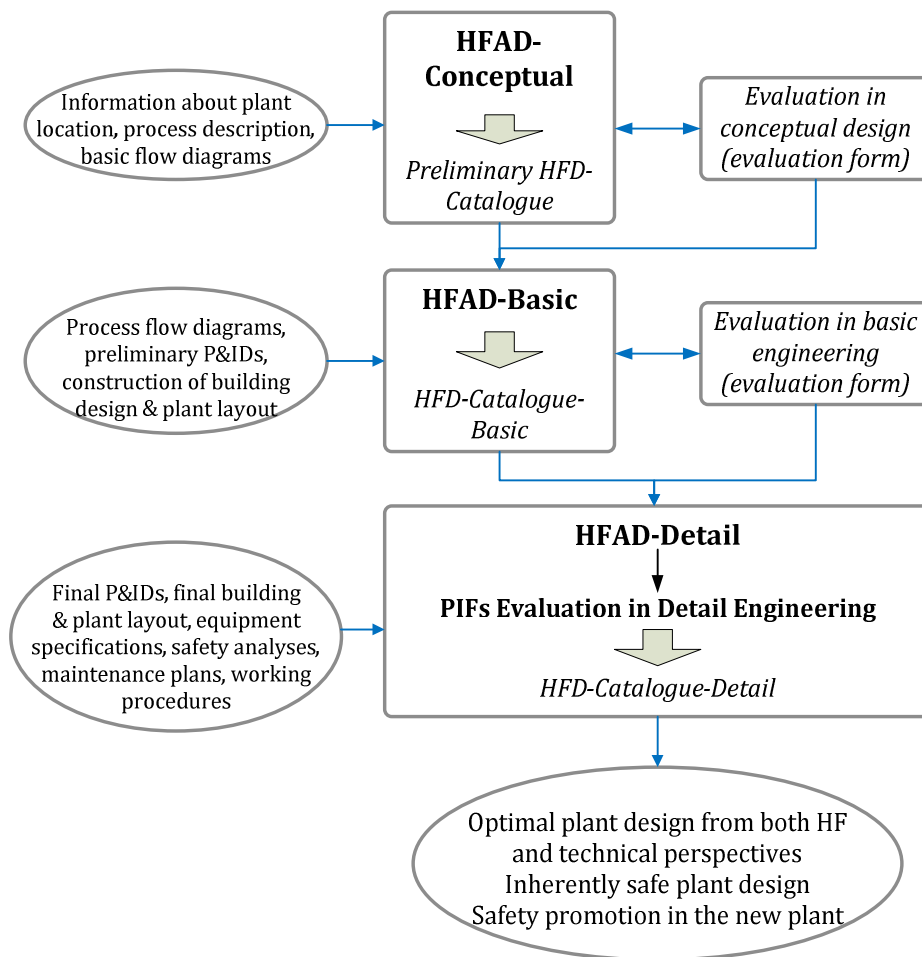 HFAD-
Conceptual
Preliminary HFD-
Catalogue
Information about plant
location, process description,
basic flow diagrams
Evaluation in
conceptual design
(evaluation form)
HFAD-Basic
HFD-Catalogue-
Basic
Process flow diagrams,
preliminary P&IDs,
construction of building
design & plant layout
Evaluation in basic
engineering
(evaluation form)
HFAD-Detail
PIFs Evaluation in Detail Engineering
HFD-Catalogue-Detail
Final P&IDs, final building
& plant layout, equipment
specifications, safety analyses,
maintenance plans, working
procedures
Optimal plant design from both HF
and technical perspectives
Inherently safe plant design
Safety promotion in the new plant